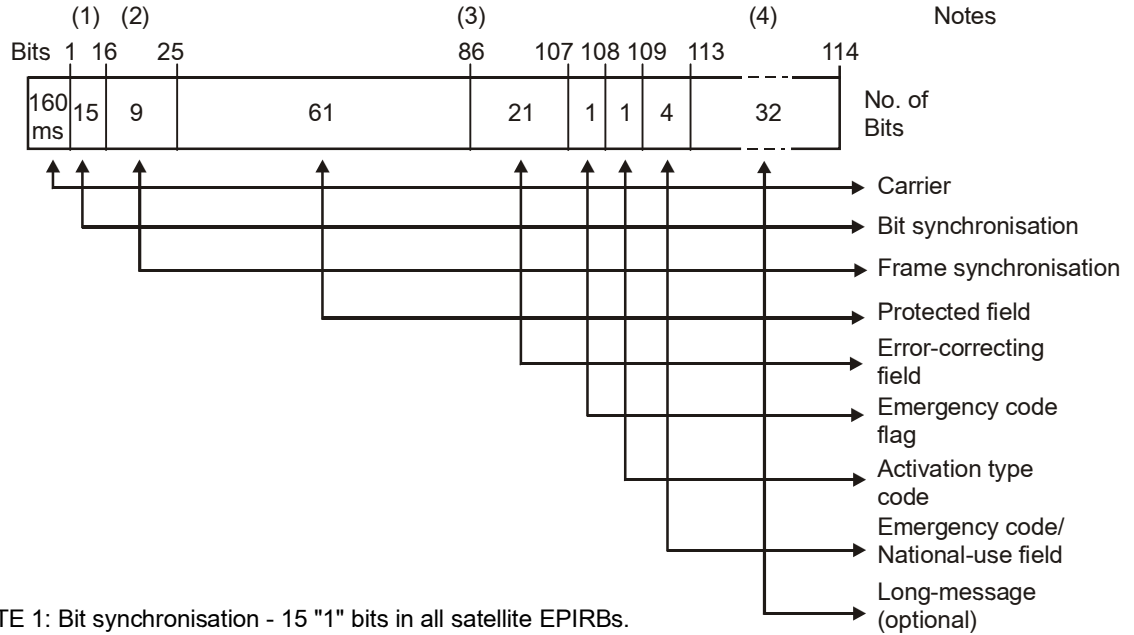 (1) (2) (3) (4) Notes
Bits 1 16 25 86 107 108 109 113 114
160 ms 15 9 61 21 1 1 4 32 No. of Bits
Carrier
Bit synchronisation
Frame synchronisation
Protected field
Error-correcting
field
Emergency code
flag
Activation type
code
Emergency code/
National-use field
Long-message
(optional)
TE 1: Bit synchronisation - 15 "1" bits in all satellite EPIRBs.